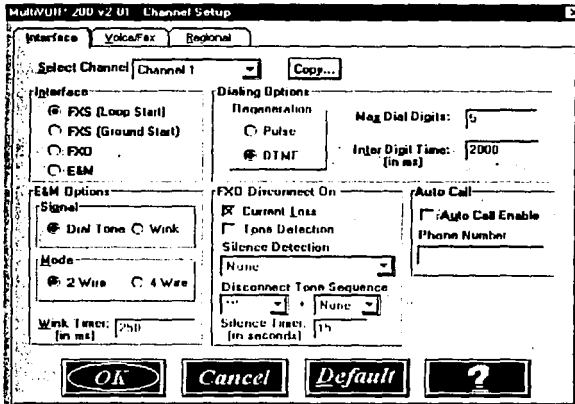 MultiVOIP 200 v2.01 - Channel Setup
Interface Voice/Fax Regional
Select Channel Channel 1 Copy...
Interface
FXS (Loop Start)
FXS (Ground Start)
FXO
E&M
Dialing Options
Regeneration
Pulse
DTMF
Max Dial Digits:
Inter Digit Time: 2000
(in ms)
E&M Options
Signal
Dial Tone Wink
Mode
2 Wire 4 Wire
Wink Timer: 250
(in ms)
FXO Disconnect On
Current Loss
Tone Detection
Silence Detection
None
Disconnect Tone Sequence
+ None
Silence Timer: 15
(in seconds)
Auto Call
Auto Call Enable
Phone Number
OK Cancel Default ?